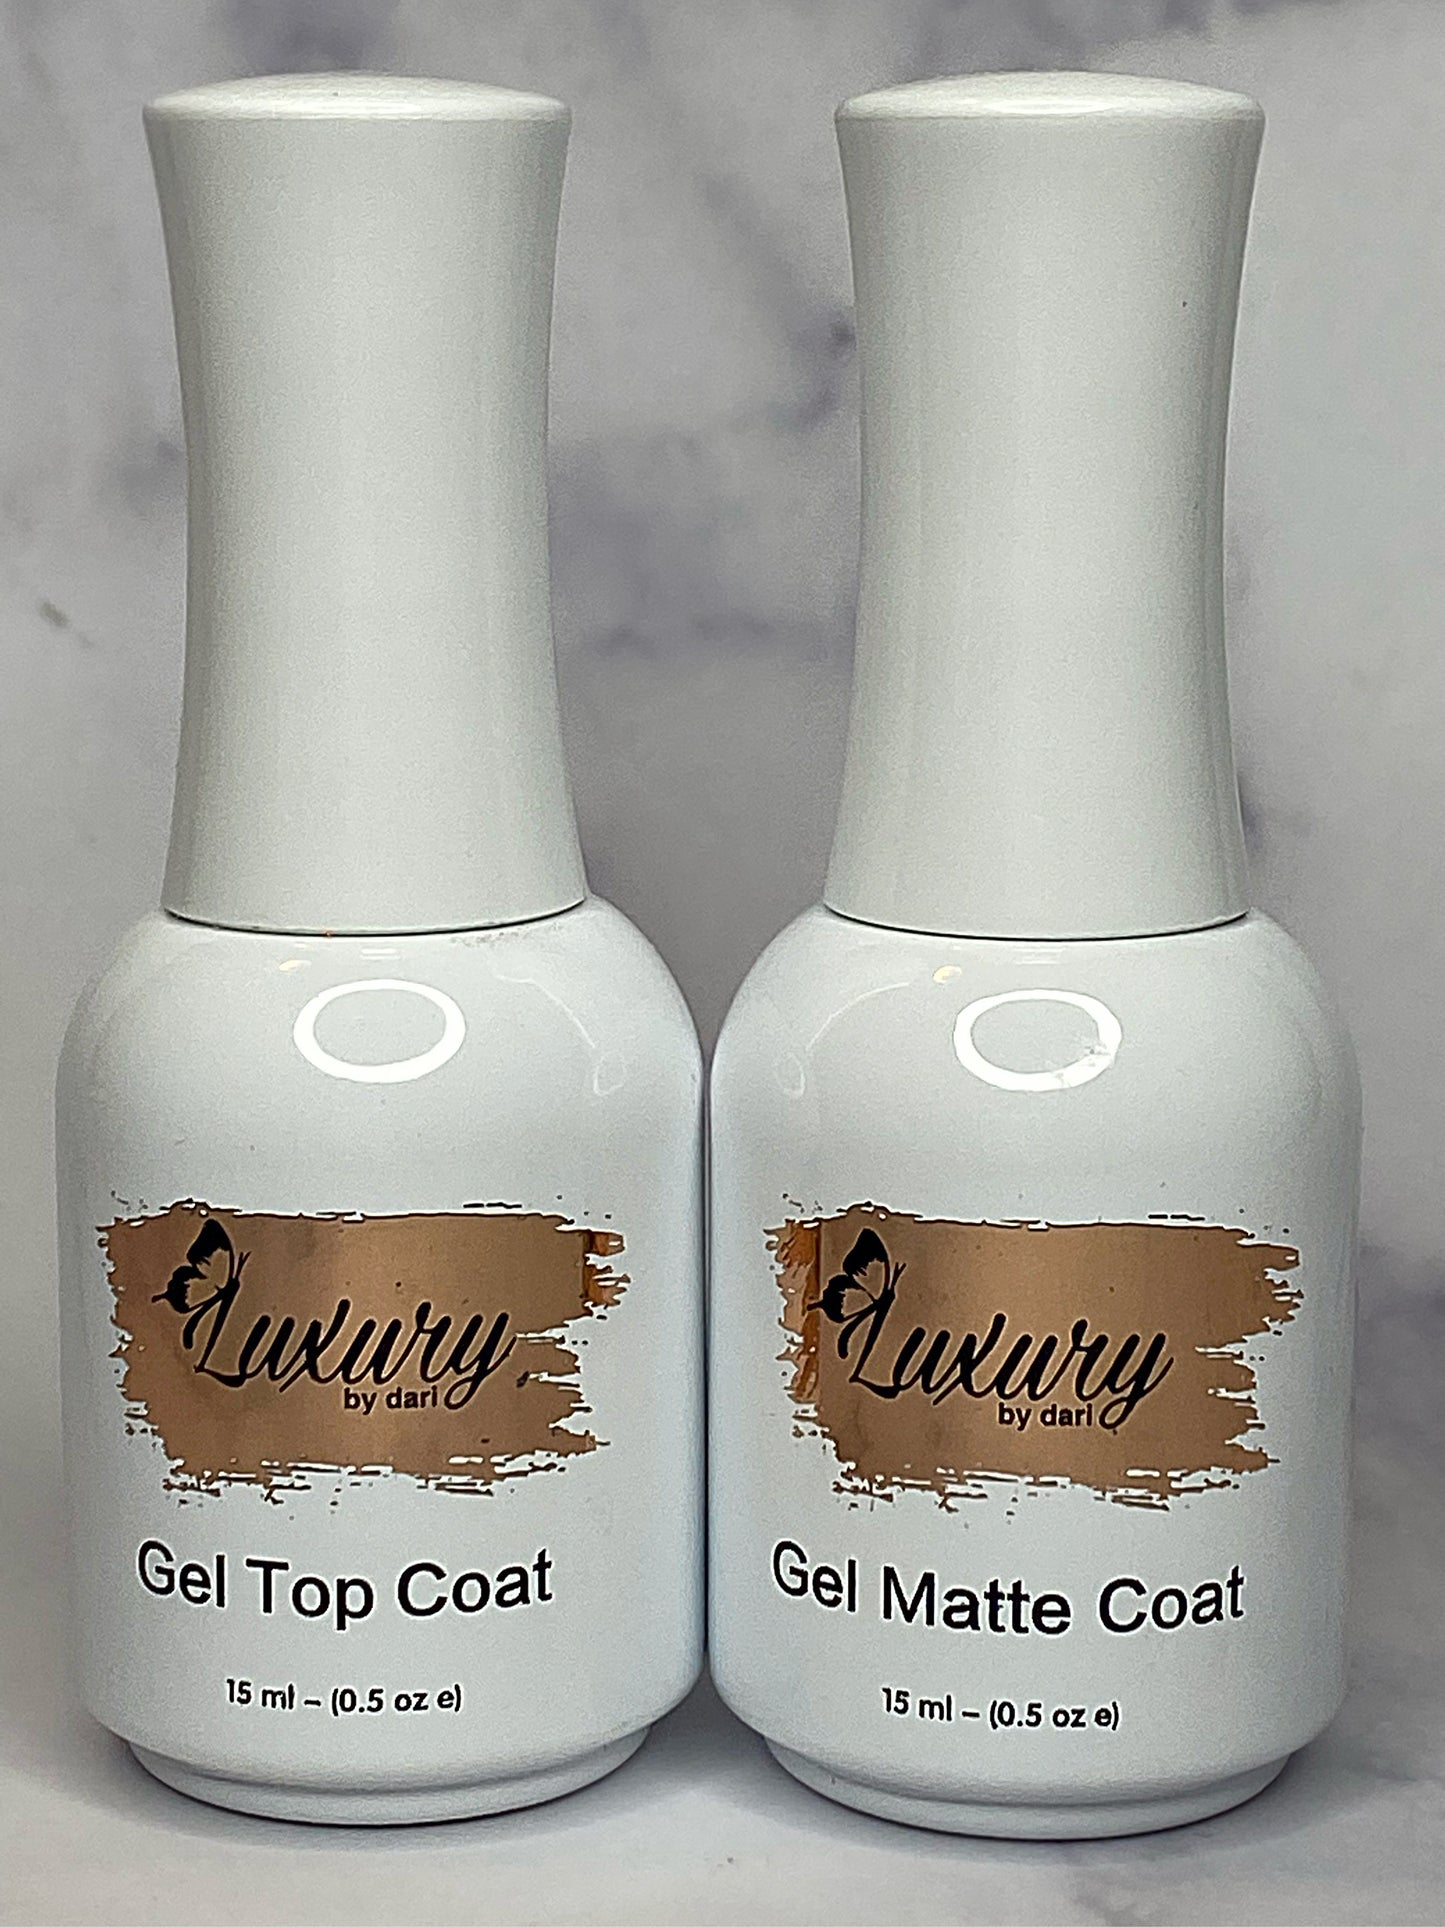 Luxury
by dari
Gel Top Coat
15 ml – (0.5 oz e)
Luxury
by dari
Gel Matte Coat
15 ml – (0.5 oz e)